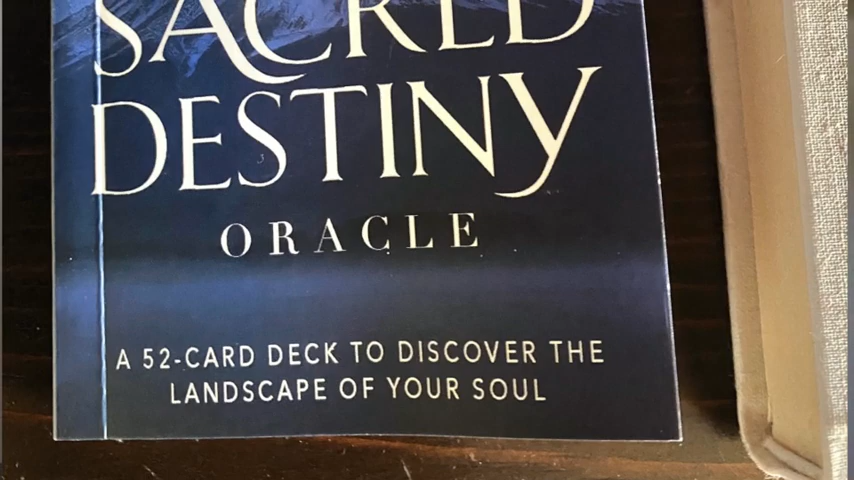 SACRED
DESTINY
ORACLE
A 52-CARD DECK TO DISCOVER THE
LANDSCAPE OF YOUR SOUL